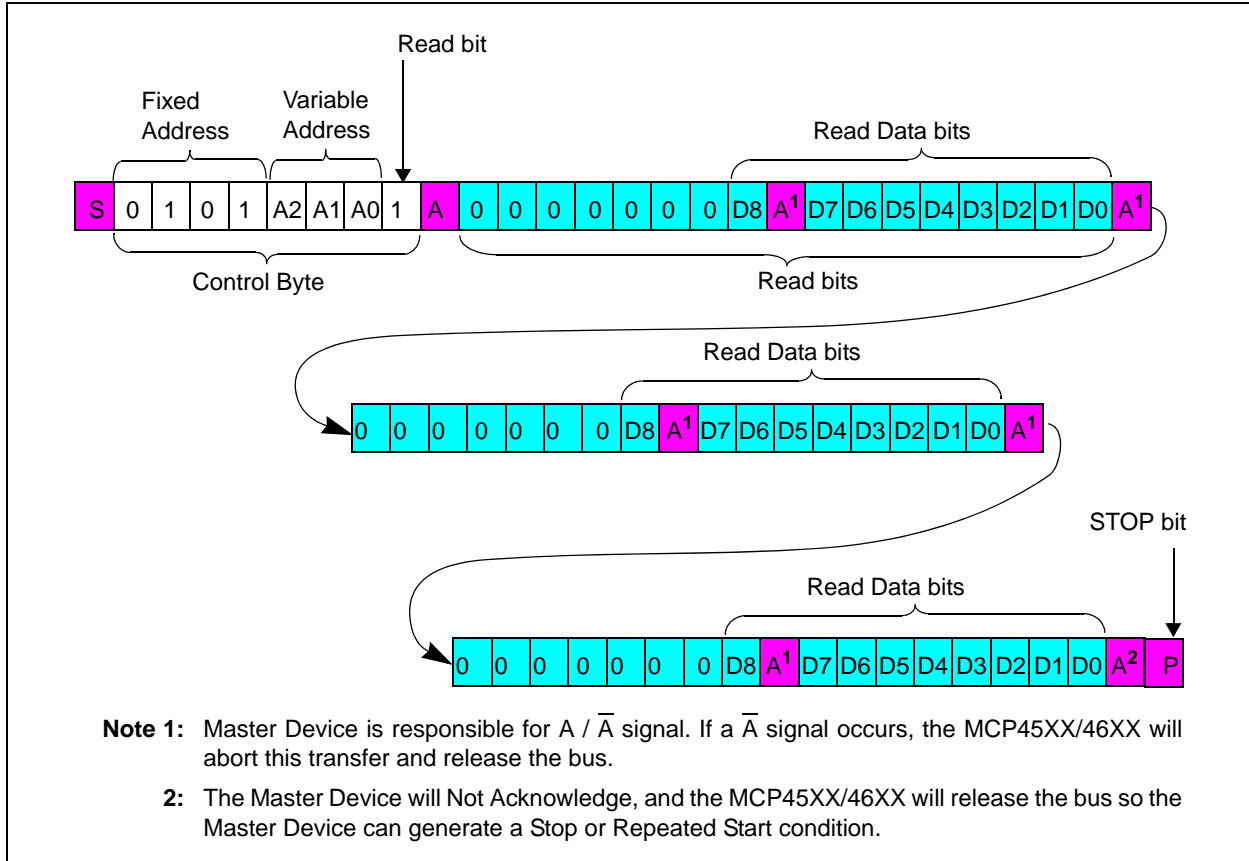 Read bit
Fixed Address
Variable Address
Read Data bits
S 0 1 0 1 A2 A1 A0 1 A 0 0 0 0 0 0 0 D8 A¹ D7 D6 D5 D4 D3 D2 D1 D0 A¹
Control Byte
Read bits
Read Data bits
0 0 0 0 0 0 0 D8 A¹ D7 D6 D5 D4 D3 D2 D1 D0 A¹
STOP bit
Read Data bits
0 0 0 0 0 0 0 D8 A¹ D7 D6 D5 D4 D3 D2 D1 D0 A² P
Note 1: Master Device is responsible for A / A̅ signal. If a A̅ signal occurs, the MCP45XX/46XX will
abort this transfer and release the bus.
2: The Master Device will Not Acknowledge, and the MCP45XX/46XX will release the bus so the
Master Device can generate a Stop or Repeated Start condition.